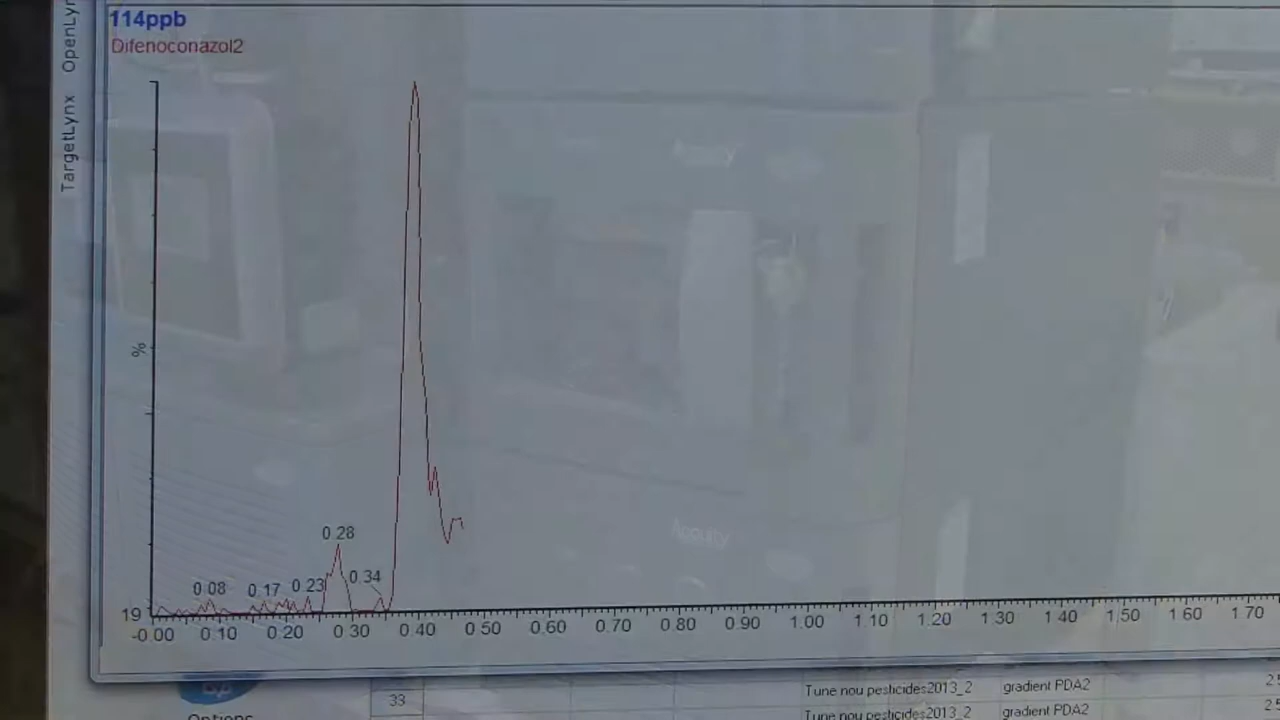 114ppb
Difenoconazol2
OpenLyn
TargetLynx
%
19
0.28
0.08
0.17
0.23
0.34
-0.00 0.10 0.20 0.30 0.40 0.50 0.60 0.70 0.80 0.90 1.00 1.10 1.20 1.30 1.40 1.50 1.60 1.70
33
Tune nou pesticides2013_2 gradient PDA2
Tune nou pesticides2013_2 gradient PDA2
Options
Acquity